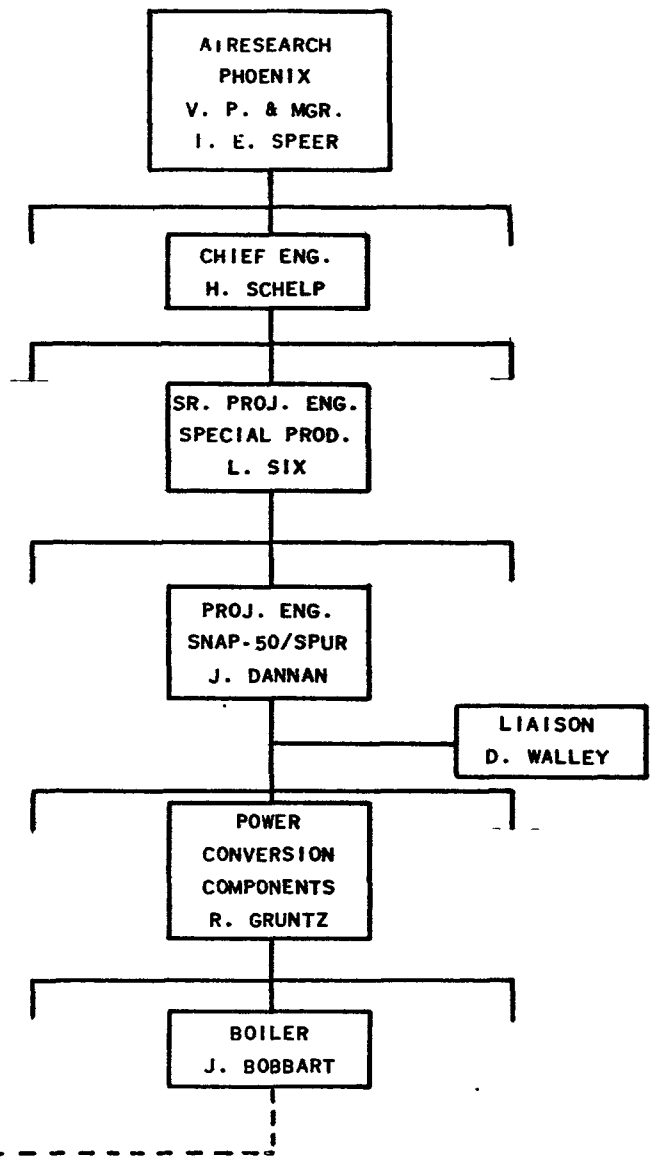 AIRESEARCH
PHOENIX
V. P. & MGR.
I. E. SPEER
CHIEF ENG.
H. SCHELP
SR. PROJ. ENG.
SPECIAL PROD.
L. SIX
PROJ. ENG.
SNAP-50/SPUR
J. DANNAN
LIAISON
D. WALLEY
POWER
CONVERSION
COMPONENTS
R. GRUNTZ
BOILER
J. BOBBART